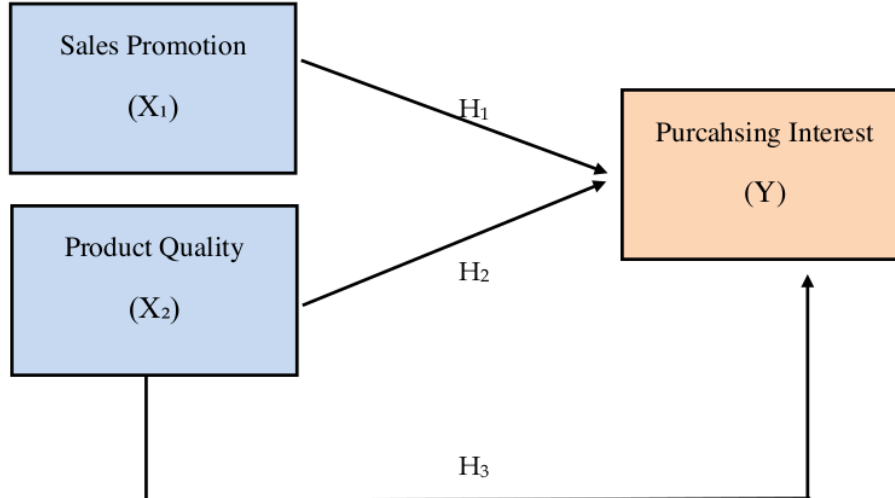 Sales Promotion
(X₁)
H₁
Purcahsing Interest
(Y)
Product Quality
(X₂)
H₂
H₃